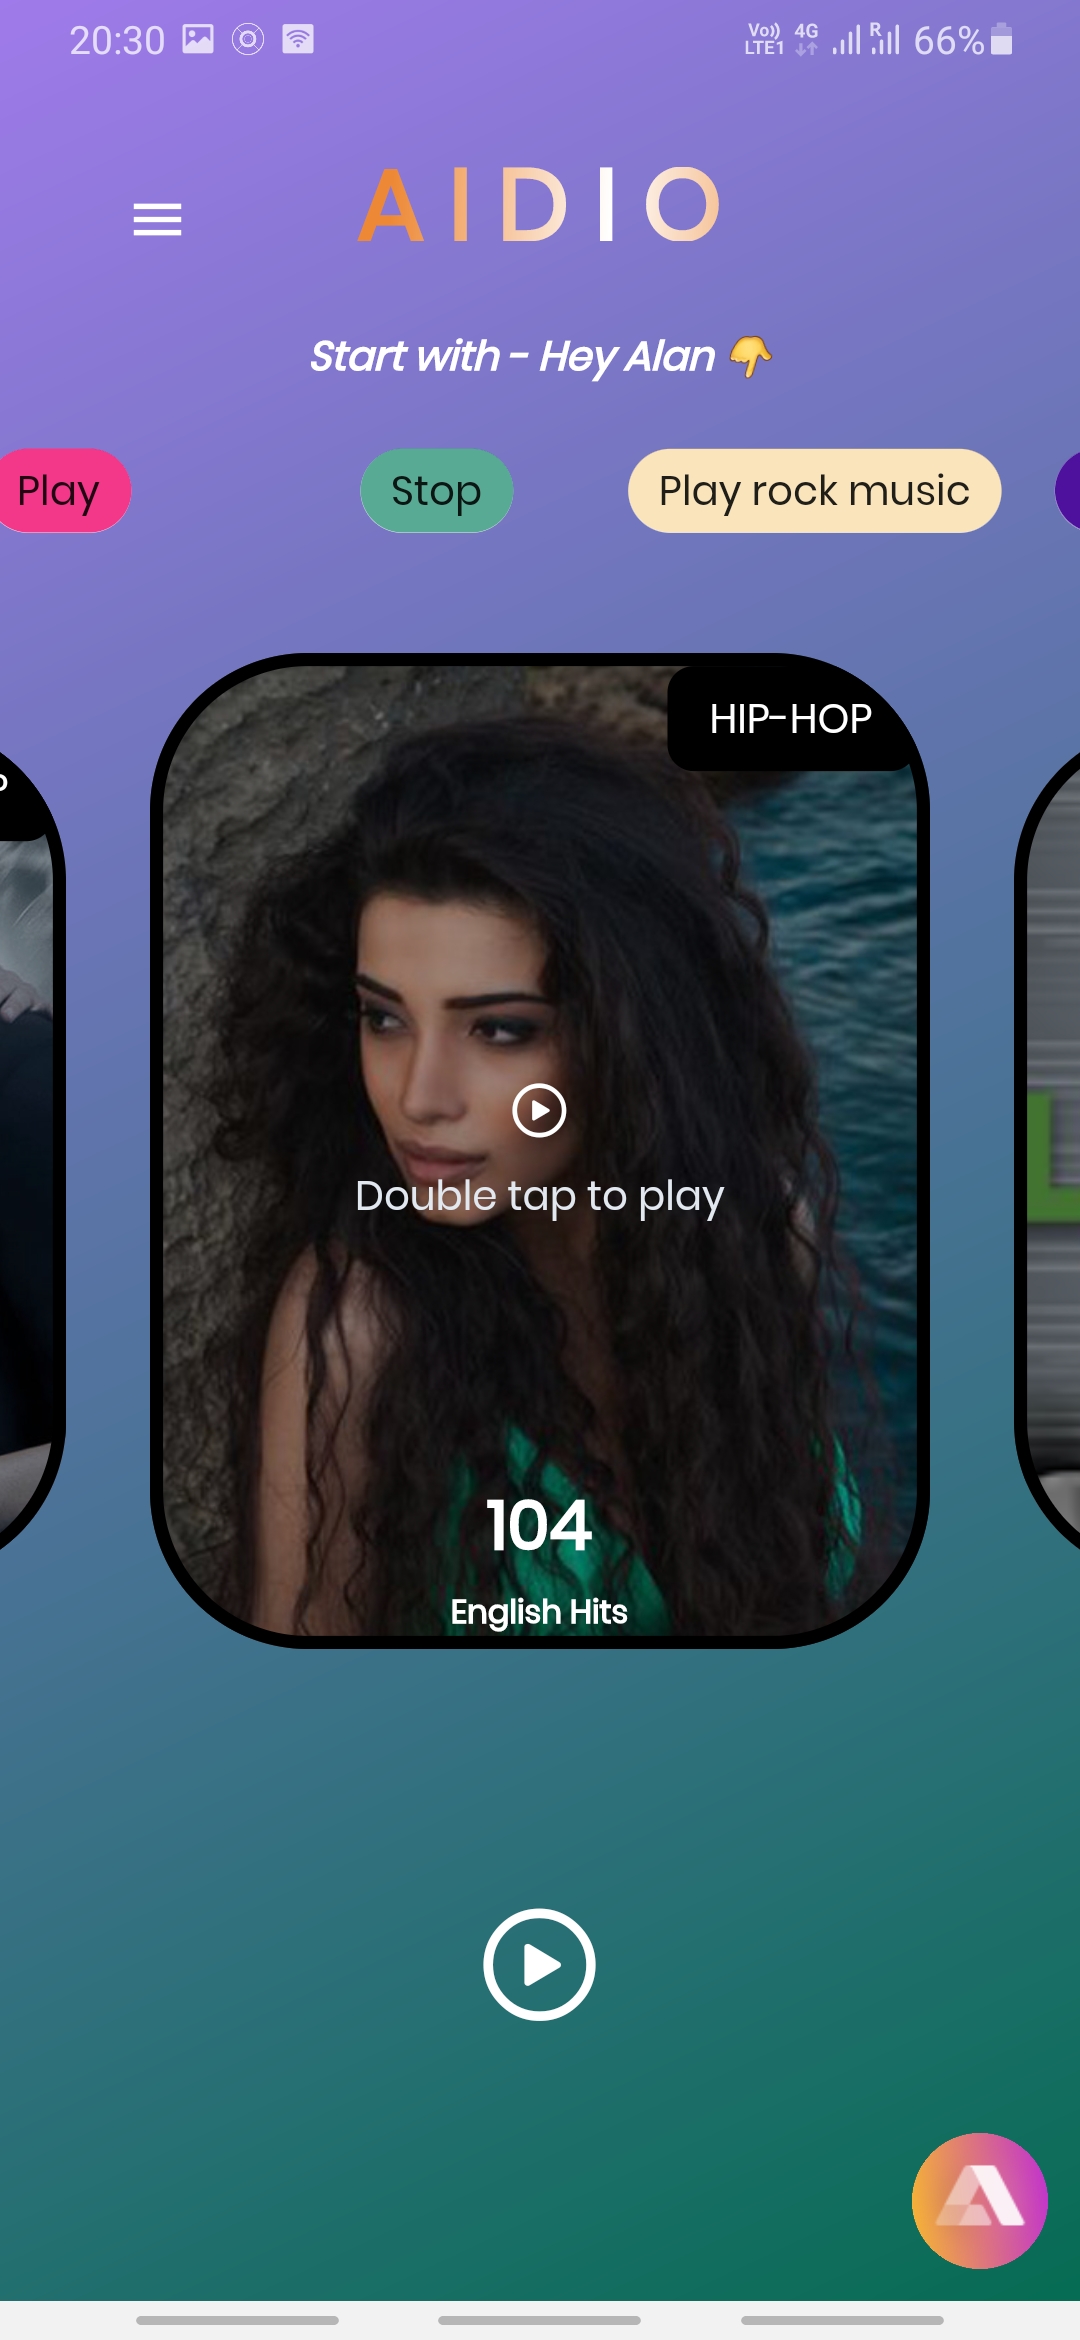 20:30 Vo)) LTE1 4G R 66%
AIDIO
Start with - Hey Alan 👇
Play Stop Play rock music
HIP-HOP
Double tap to play
104
English Hits